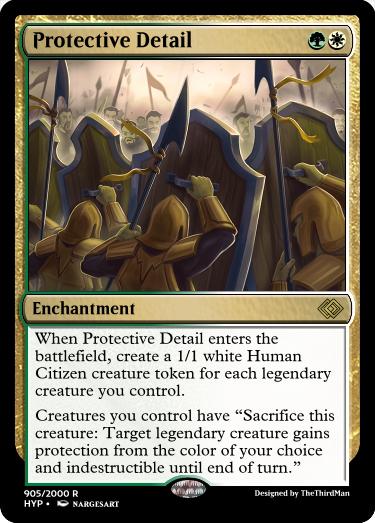 Protective Detail
Enchantment
When Protective Detail enters the
battlefield, create a 1/1 white Human
Citizen creature token for each legendary
creature you control.
Creatures you control have “Sacrifice this
creature: Target legendary creature gains
protection from the color of your choice
and indestructible until end of turn.”
905/2000 R
HYP • NARGESART
Designed by TheThirdMan